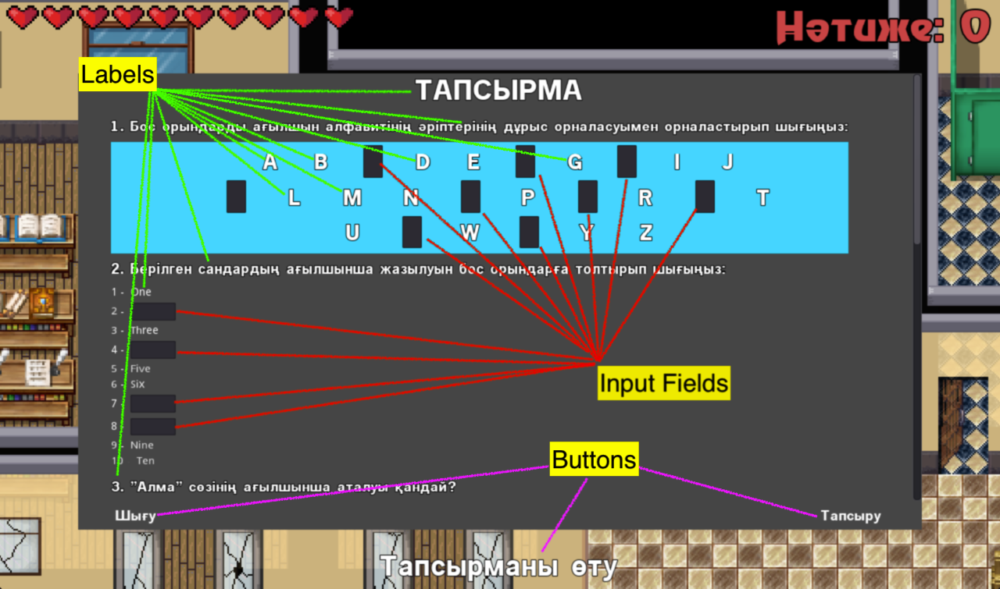 Нәтиже: 0
Labels
ТАПСЫРМА
1. Бос орындарды ағылшын алфавитінің әріптерінің дұрыс орналасуымен орналастырып шығыңыз:
A B D E G I J
L M N P R T
U W Y Z
2. Берілген сандардың ағылшынша жазылуын бос орындарға толтырып шығыңыз:
1 - One
2 -
3 - Three
4 -
5 - Five
6 - Six
7 -
8 -
9 - Nine
10 Ten
Input Fields
Buttons
3. ”Алма” сөзінің ағылшынша аталуы қандай?
Шығу
Тапсыру
Тапсырманы өту